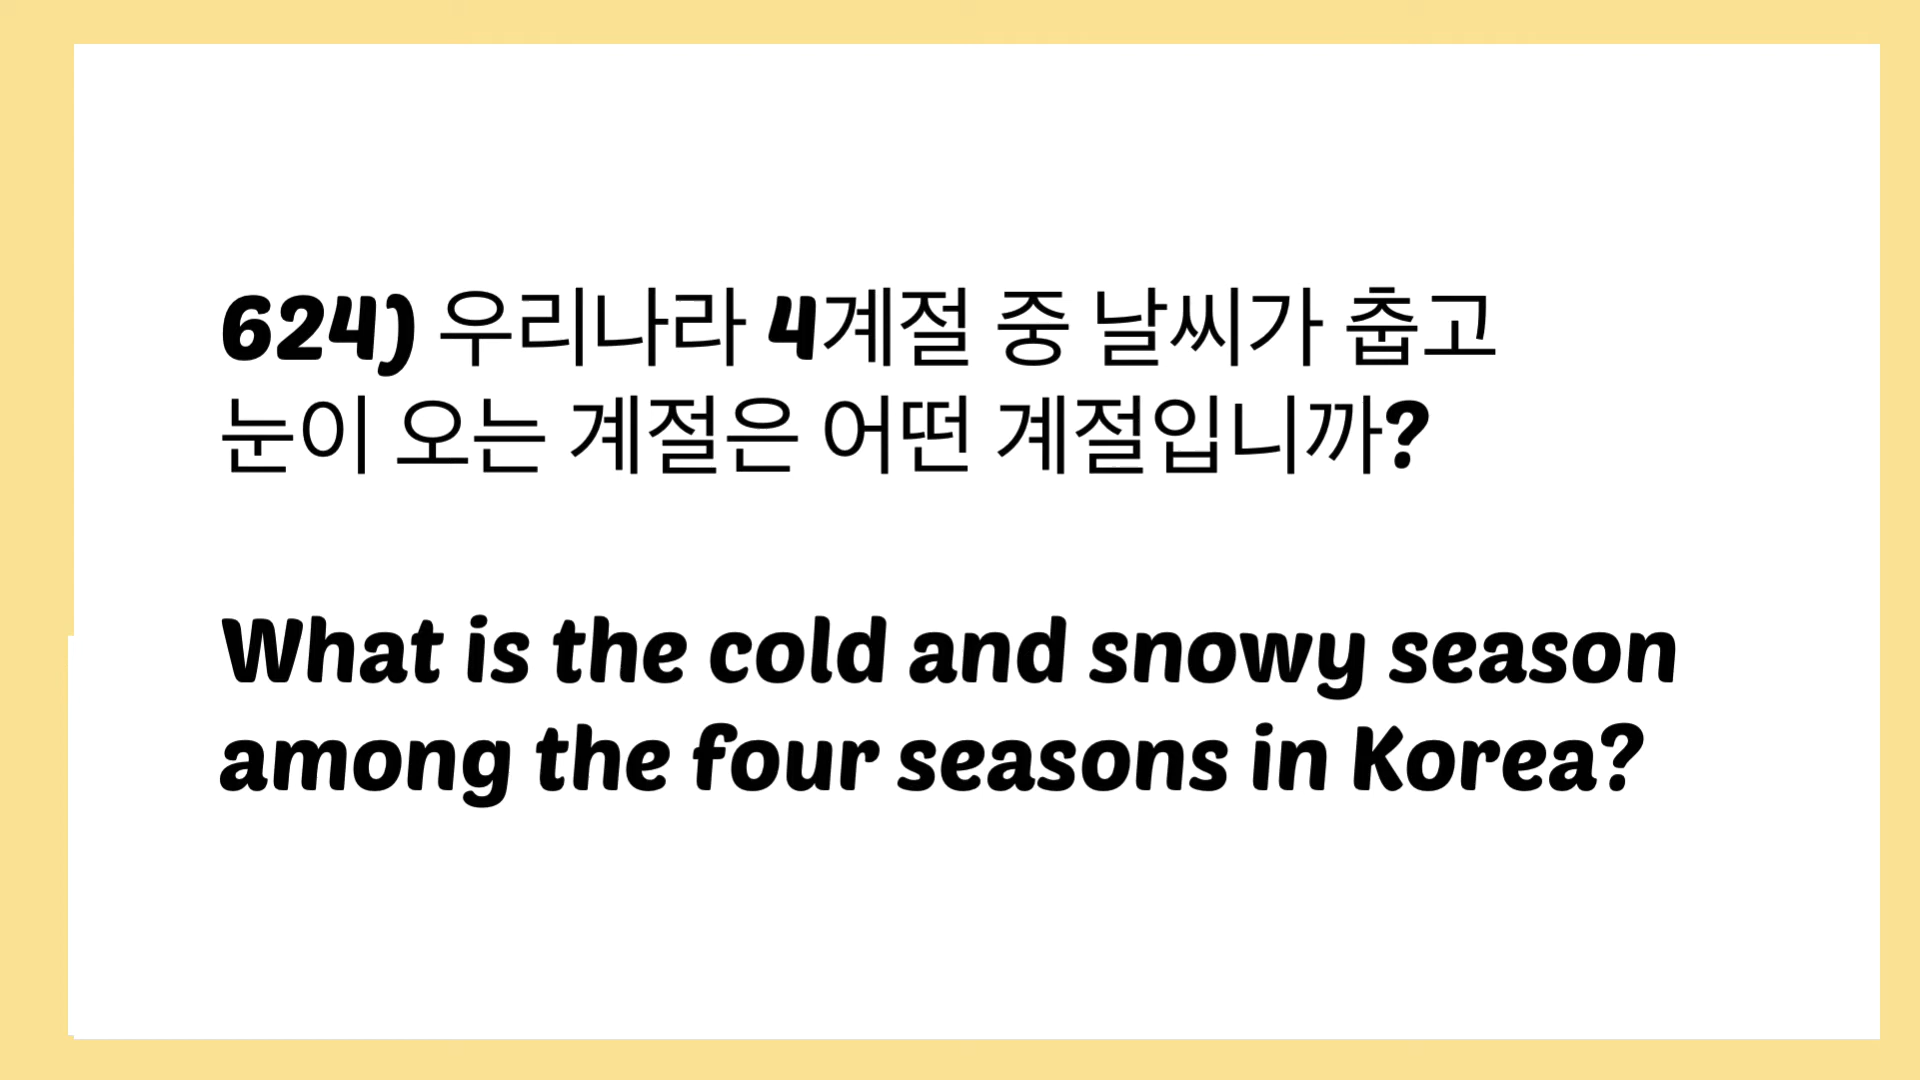 624) 우리나라 4계절 중 날씨가 춥고
눈이 오는 계절은 어떤 계절입니까?
What is the cold and snowy season
among the four seasons in Korea?